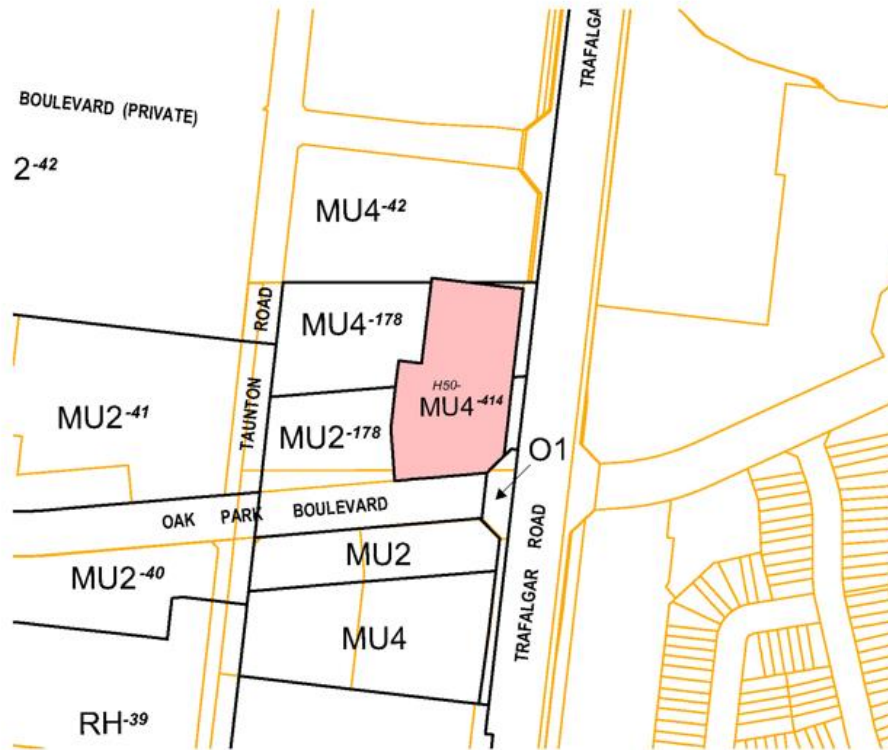 TRAFALGA
BOULEVARD (PRIVATE)
2-42
MU4-42
ROAD
MU4-178
H50-
MU4-414
MU2-41
TAUNTON
MU2-178
O1
OAK PARK BOULEVARD
MU2
TRAFALGAR ROAD
MU2-40
MU4
RH-39